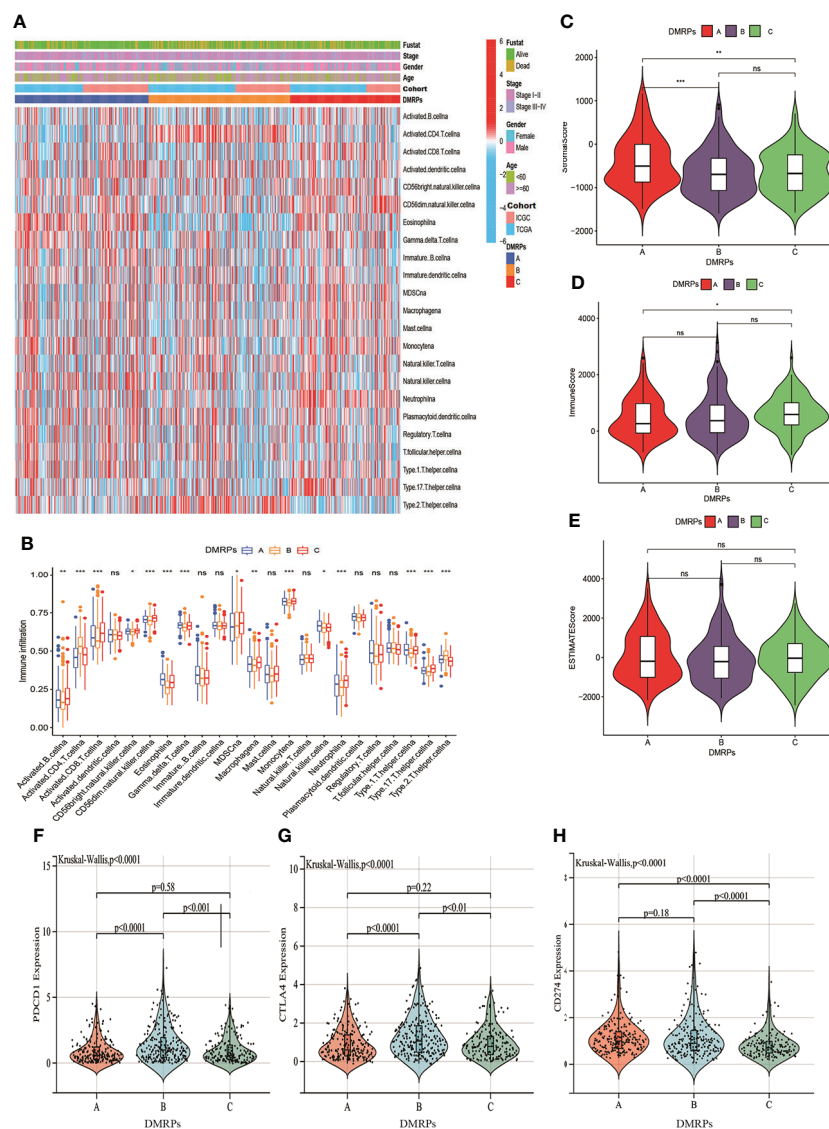 A
Fustat
Stage
Gender
Age
Cohort
DMRPs
Activated.B.cellna
Activated.CD4.T.cellna
Activated.CD8.T.cellna
Activated.dendritic.cellna
CD56bright.natural.killer.cellna
CD56dim.natural.killer.cellna
Eosinophilna
Gamma.delta.T.cellna
Immature..B.cellna
Immature.dendritic.cellna
MDSCna
Macrophagena
Mast.cellna
Monocytena
Natural.killer.T.cellna
Natural.killer.cellna
Neutrophilna
Plasmacytoid.dendritic.cellna
Regulatory.T.cellna
T.follicular.helper.cellna
Type.1.T.helper.cellna
Type.17.T.helper.cellna
Type.2.T.helper.cellna
6
4
2
0
−2
−4
−6
Fustat
Alive
Dead
Stage
Stage I−II
Stage III−IV
Gender
Female
Male
Age
<60
>=60
Cohort
ICGC
TCGA
DMRPs
A
B
C
B
DMRPs A B C
** *** *** ns * *** *** *** ns ns * ** ns *** ns * *** ns ns ns *** *** ***
Immune infiltration
1.00
0.75
0.50
0.25
0.00
Activated.B.cellna
Activated.CD4.T.cellna
Activated.CD8.T.cellna
Activated.dendritic.cellna
CD56bright.natural.killer.cellna
CD56dim.natural.killer.cellna
Eosinophilna
Gamma.delta.T.cellna
Immature..B.cellna
Immature.dendritic.cellna
MDSCna
Macrophagena
Mast.cellna
Monocytena
Natural.killer.T.cellna
Natural.killer.cellna
Neutrophilna
Plasmacytoid.dendritic.cellna
Regulatory.T.cellna
T.follicular.helper.cellna
Type.1.T.helper.cellna
Type.17.T.helper.cellna
Type.2.T.helper.cellna
C
DMRPs A B C
**
*** ns
StromalScore
2000
1000
0
−1000
−2000
A B C
DMRPs
D
DMRPs A B C
*
ns ns
ImmuneScore
4000
2000
0
A B C
DMRPs
E
DMRPs A B C
ns
ns ns
ESTIMATEScore
4000
2000
0
−2000
A B C
DMRPs
F
Kruskal-Wallis,p<0.0001
p=0.58
p<0.001
p<0.0001
PDCD1 Expression
15
10
5
0
A B C
DMRPs
G
Kruskal-Wallis,p<0.0001
p=0.22
p<0.01
p<0.0001
CTLA4 Expression
10
8
6
4
2
0
A B C
DMRPs
H
Kruskal-Wallis,p<0.0001
p<0.0001
p<0.0001
p=0.18
CD274 Expression
6
4
2
0
A B C
DMRPs